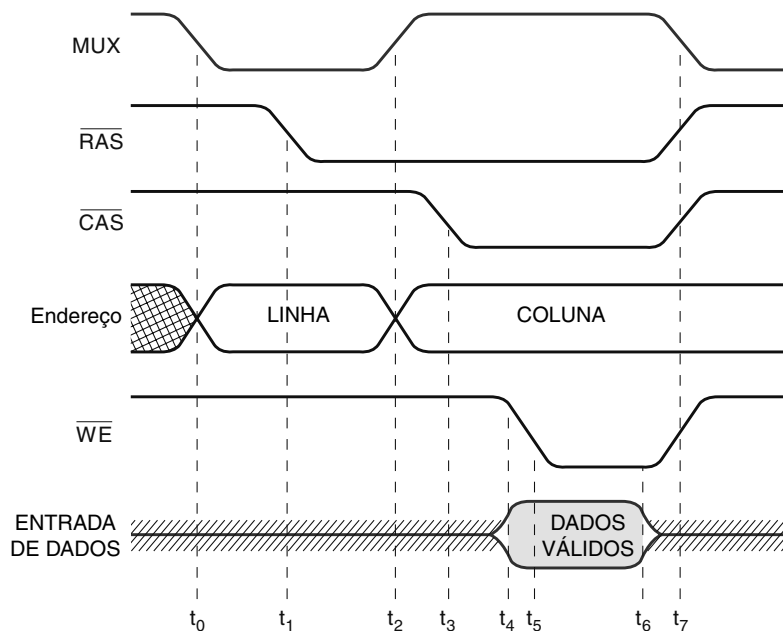 MUX
RAS
CAS
Endereço
LINHA
COLUNA
WE
ENTRADA
DE DADOS
DADOS
VÁLIDOS
t0 t1 t2 t3 t4 t5 t6 t7